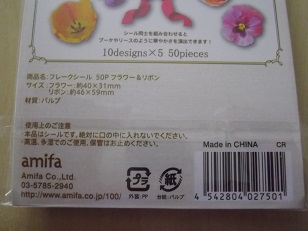 シール同士を組み合わせると
ブーケやリースのように華やかさを演出できます!
10designs×5 50pieces
商品名:フレークシール 50P フラワー&リボン
サイズ:フラワー:約40×31mm
リボン:約46×59mm
材質:パルプ
使用上のご注意
本品はシールです。絶対に口の中に入れないでください。
高温、多湿でのご使用、保管はお止めください。
amifa
Amifa Co.,Ltd.
03-5785-2940
http://www.amifa.co.jp/100/
プラ
外装:PP
紙
台紙:パルプ
Made in CHINA CR
4 542804 027501